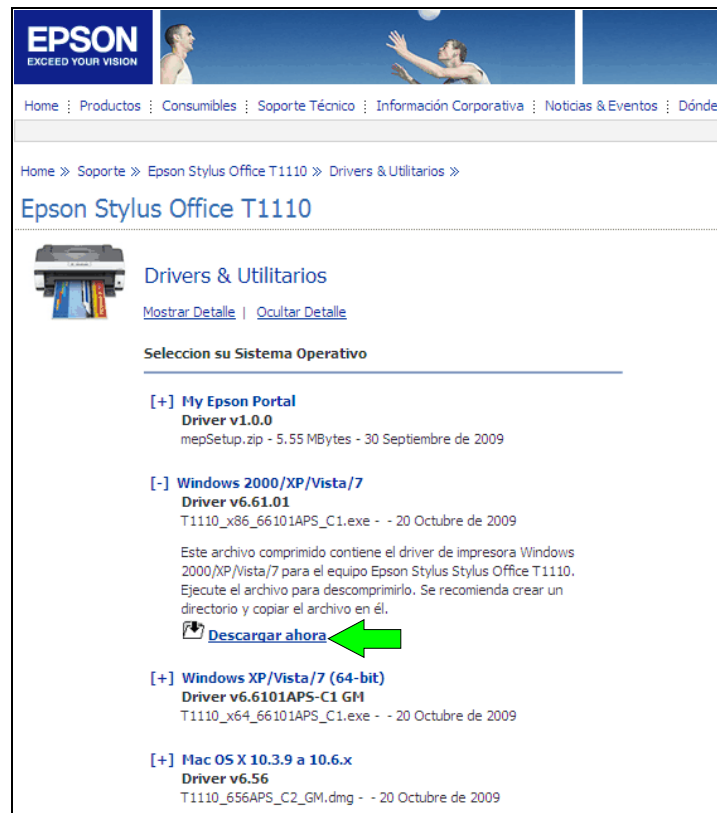 EPSON
EXCEED YOUR VISION
Home Productos Consumibles Soporte Técnico Información Corporativa Noticias & Eventos Dónde
Home » Soporte » Epson Stylus Office T1110 » Drivers & Utilitarios »
Epson Stylus Office T1110
Drivers & Utilitarios
Mostrar Detalle | Ocultar Detalle
Seleccion su Sistema Operativo
[+] My Epson Portal
Driver v1.0.0
mepSetup.zip - 5.55 MBytes - 30 Septiembre de 2009
[-] Windows 2000/XP/Vista/7
Driver v6.61.01
T1110_x86_66101APS_C1.exe - - 20 Octubre de 2009
Este archivo comprimido contiene el driver de impresora Windows
2000/XP/Vista/7 para el equipo Epson Stylus Stylus Office T1110.
Ejecute el archivo para descomprimirlo. Se recomienda crear un
directorio y copiar el archivo en él.
Descargar ahora
[+] Windows XP/Vista/7 (64-bit)
Driver v6.6101APS-C1 GM
T1110_x64_66101APS_C1.exe - - 20 Octubre de 2009
[+] Mac OS X 10.3.9 a 10.6.x
Driver v6.56
T1110_656APS_C2_GM.dmg - - 20 Octubre de 2009